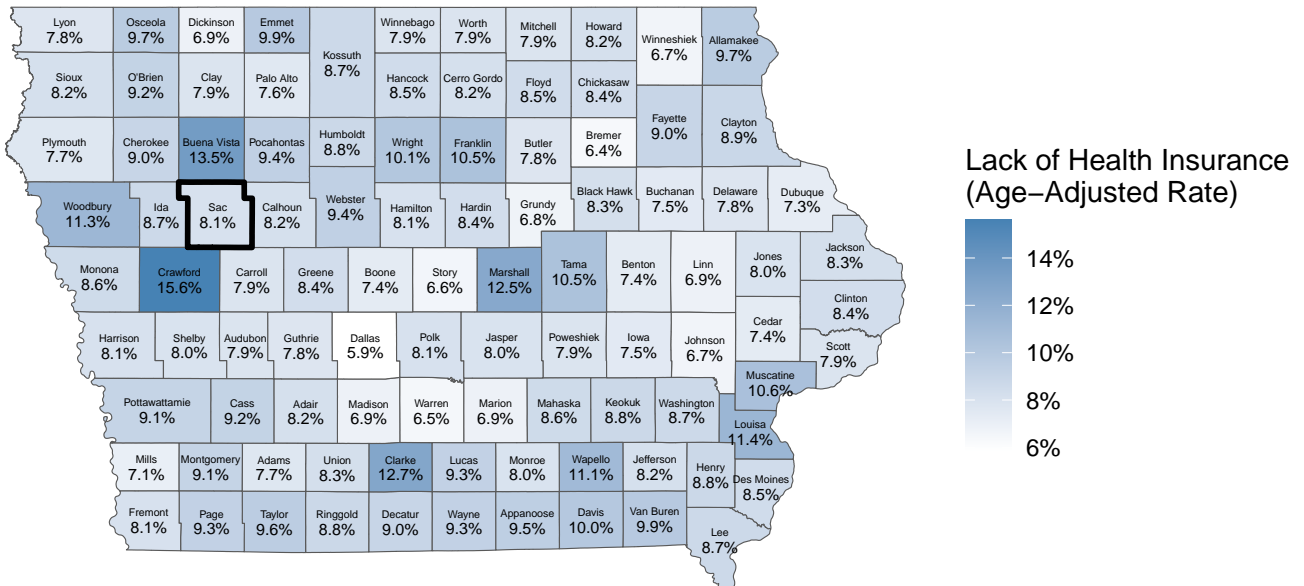 Lyon
7.8%
Osceola
9.7%
Dickinson
6.9%
Emmet
9.9%
Kossuth
8.7%
Winnebago
7.9%
Worth
7.9%
Mitchell
7.9%
Howard
8.2%
Winneshiek
6.7%
Allamakee
9.7%
Sioux
8.2%
O'Brien
9.2%
Clay
7.9%
Palo Alto
7.6%
Hancock
8.5%
Cerro Gordo
8.2%
Floyd
8.5%
Chickasaw
8.4%
Fayette
9.0%
Clayton
8.9%
Plymouth
7.7%
Cherokee
9.0%
Buena Vista
13.5%
Pocahontas
9.4%
Humboldt
8.8%
Wright
10.1%
Franklin
10.5%
Butler
7.8%
Bremer
6.4%
Woodbury
11.3%
Ida
8.7%
Sac
8.1%
Calhoun
8.2%
Webster
9.4%
Hamilton
8.1%
Hardin
8.4%
Grundy
6.8%
Black Hawk
8.3%
Buchanan
7.5%
Delaware
7.8%
Dubuque
7.3%
Monona
8.6%
Crawford
15.6%
Carroll
7.9%
Greene
8.4%
Boone
7.4%
Story
6.6%
Marshall
12.5%
Tama
10.5%
Benton
7.4%
Linn
6.9%
Jones
8.0%
Jackson
8.3%
Clinton
8.4%
Harrison
8.1%
Shelby
8.0%
Audubon
7.9%
Guthrie
7.8%
Dallas
5.9%
Polk
8.1%
Jasper
8.0%
Poweshiek
7.9%
Iowa
7.5%
Johnson
6.7%
Cedar
7.4%
Scott
7.9%
Muscatine
10.6%
Pottawattamie
9.1%
Cass
9.2%
Adair
8.2%
Madison
6.9%
Warren
6.5%
Marion
6.9%
Mahaska
8.6%
Keokuk
8.8%
Washington
8.7%
Louisa
11.4%
Mills
7.1%
Montgomery
9.1%
Adams
7.7%
Union
8.3%
Clarke
12.7%
Lucas
9.3%
Monroe
8.0%
Wapello
11.1%
Jefferson
8.2%
Henry
8.8%
Des Moines
8.5%
Fremont
8.1%
Page
9.3%
Taylor
9.6%
Ringgold
8.8%
Decatur
9.0%
Wayne
9.3%
Appanoose
9.5%
Davis
10.0%
Van Buren
9.9%
Lee
8.7%
Lack of Health Insurance
(Age−Adjusted Rate)
14%
12%
10%
8%
6%